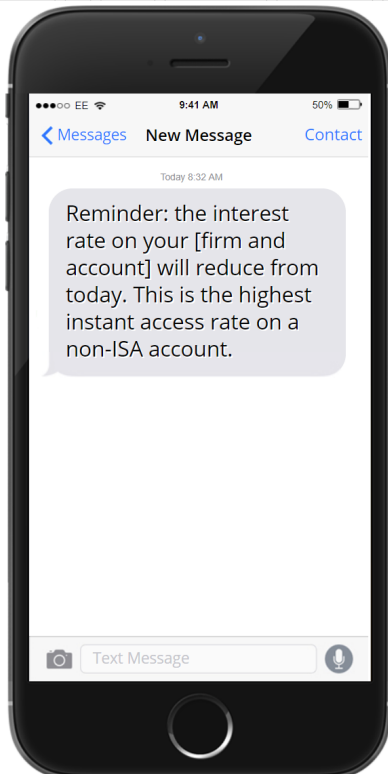 EE 9:41 AM 50%
Messages New Message Contact
Today 8:32 AM
Reminder: the interest
rate on your [firm and
account] will reduce from
today. This is the highest
instant access rate on a
non-ISA account.
Text Message